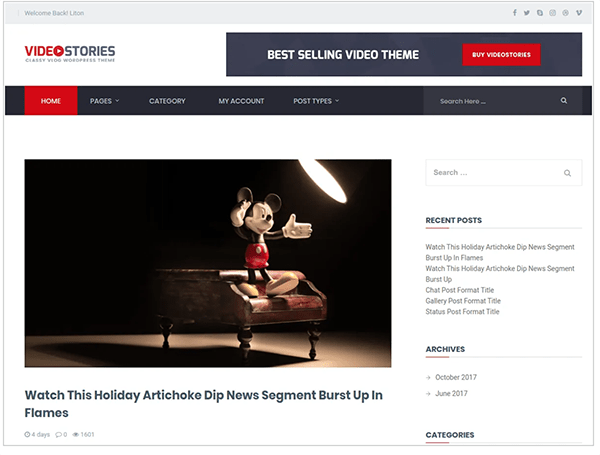 Welcome Back! Liton
VIDEOSTORIES
CLASSY VLOG WORDPRESS THEME
BEST SELLING VIDEO THEME
BUY VIDEOSTORIES
HOME
PAGES
CATEGORY
MY ACCOUNT
POST TYPES
Search Here ...
Search ...
RECENT POSTS
Watch This Holiday Artichoke Dip News Segment
Burst Up In Flames
Watch This Holiday Artichoke Dip News Segment
Burst Up
Chat Post Format Title
Gallery Post Format Title
Status Post Format Title
ARCHIVES
October 2017
June 2017
CATEGORIES
Watch This Holiday Artichoke Dip News Segment Burst Up In
Flames
4 days 0 1601